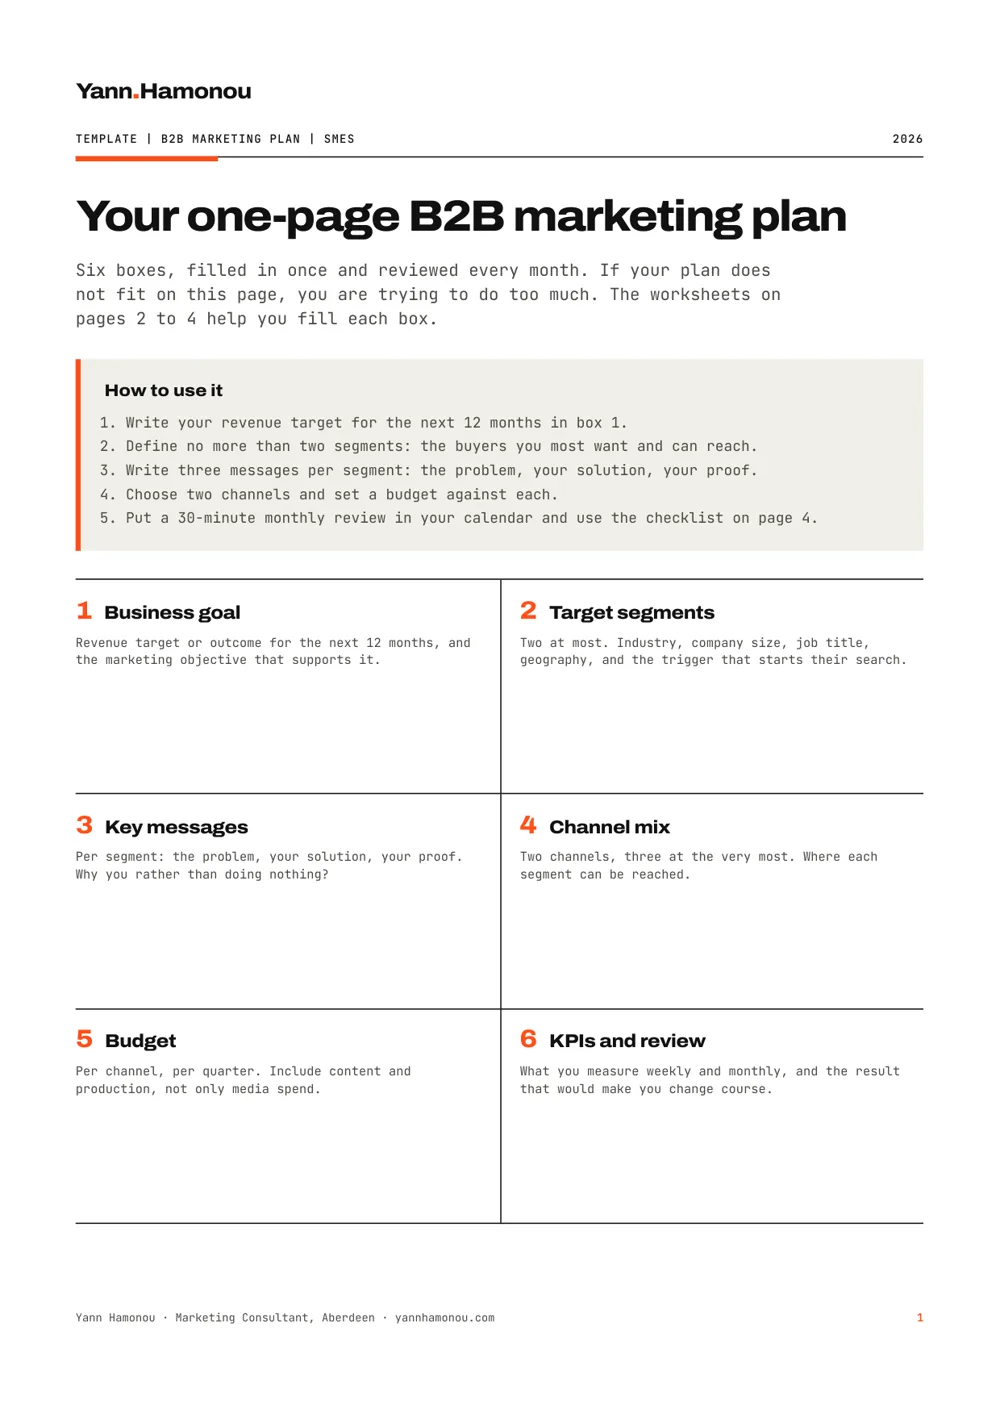 Yann.Hamonou
TEMPLATE | B2B MARKETING PLAN | SMES
2026
Your one-page B2B marketing plan
Six boxes, filled in once and reviewed every month. If your plan does
not fit on this page, you are trying to do too much. The worksheets on
pages 2 to 4 help you fill each box.
How to use it
1. Write your revenue target for the next 12 months in box 1.
2. Define no more than two segments: the buyers you most want and can reach.
3. Write three messages per segment: the problem, your solution, your proof.
4. Choose two channels and set a budget against each.
5. Put a 30-minute monthly review in your calendar and use the checklist on page 4.
1 Business goal
Revenue target or outcome for the next 12 months, and
the marketing objective that supports it.
2 Target segments
Two at most. Industry, company size, job title,
geography, and the trigger that starts their search.
3 Key messages
Per segment: the problem, your solution, your proof.
Why you rather than doing nothing?
4 Channel mix
Two channels, three at the very most. Where each
segment can be reached.
5 Budget
Per channel, per quarter. Include content and
production, not only media spend.
6 KPIs and review
What you measure weekly and monthly, and the result
that would make you change course.
Yann Hamonou · Marketing Consultant, Aberdeen · yannhamonou.com
1